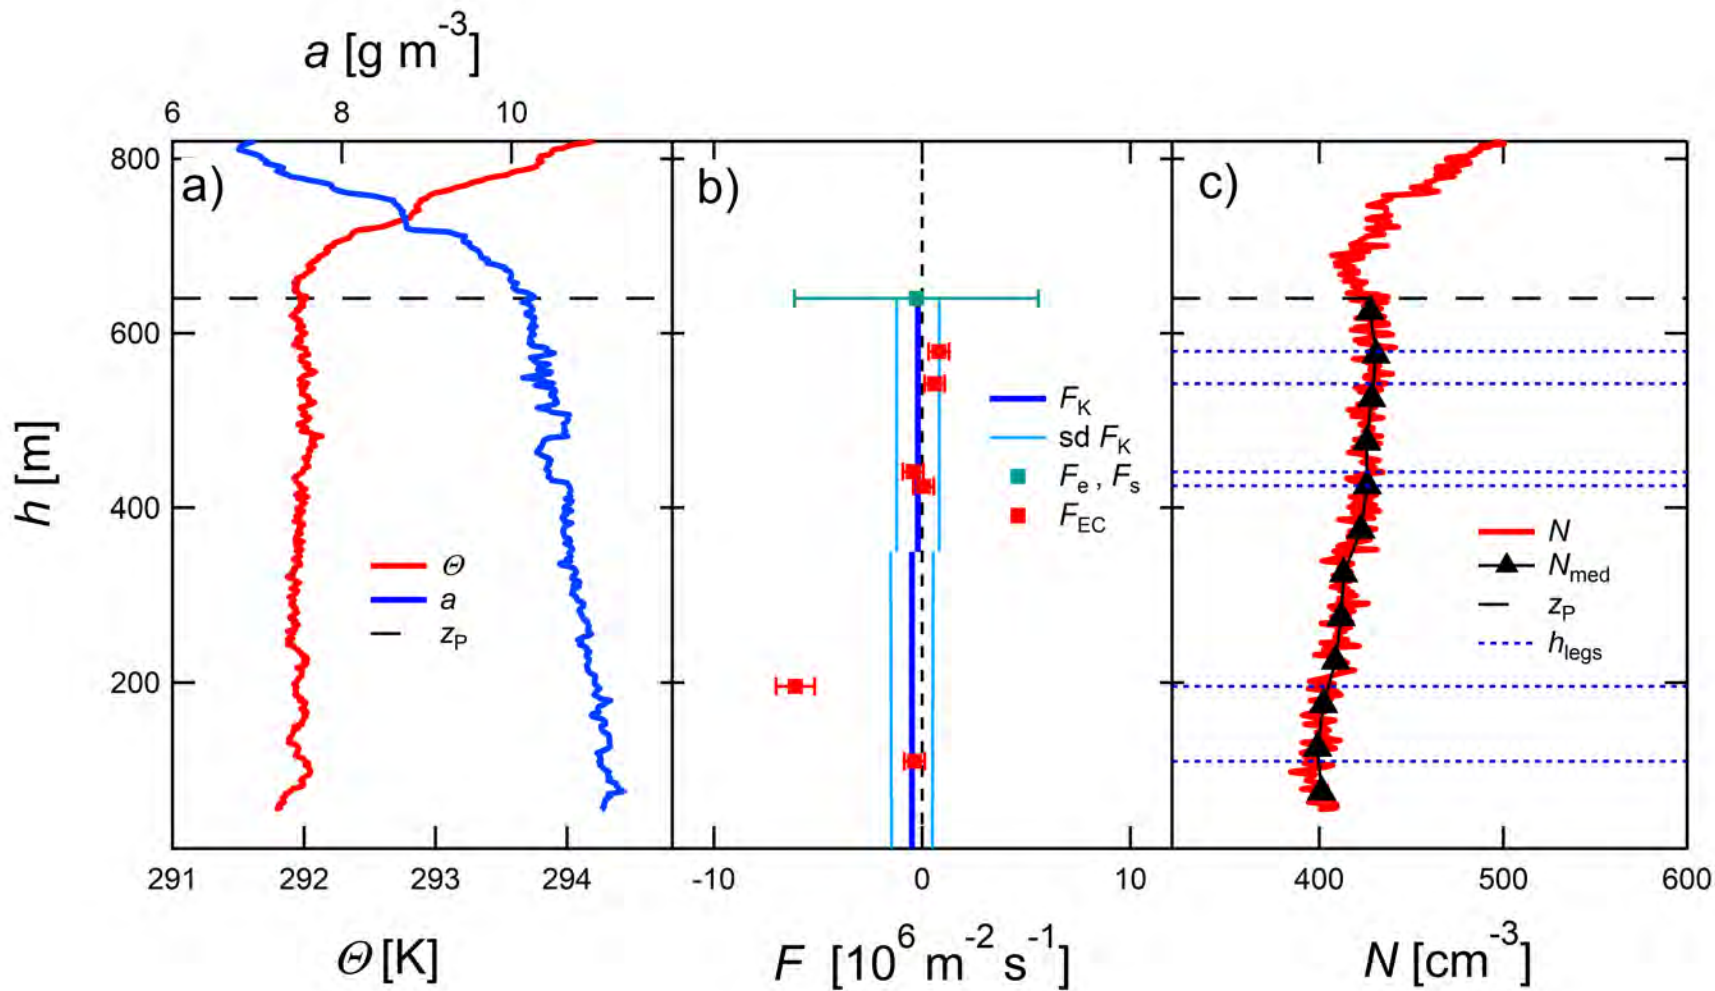 a [g m⁻³]
6 8 10
800
600
400
200
h [m]
a)
Θ
a
zP
291 292 293 294
Θ [K]
b)
FK
sd FK
Fe , Fs
FEC
-10 0 10
F [10⁶ m⁻² s⁻¹]
c)
N
Nmed
zP
hlegs
400 500 600
N [cm⁻³]